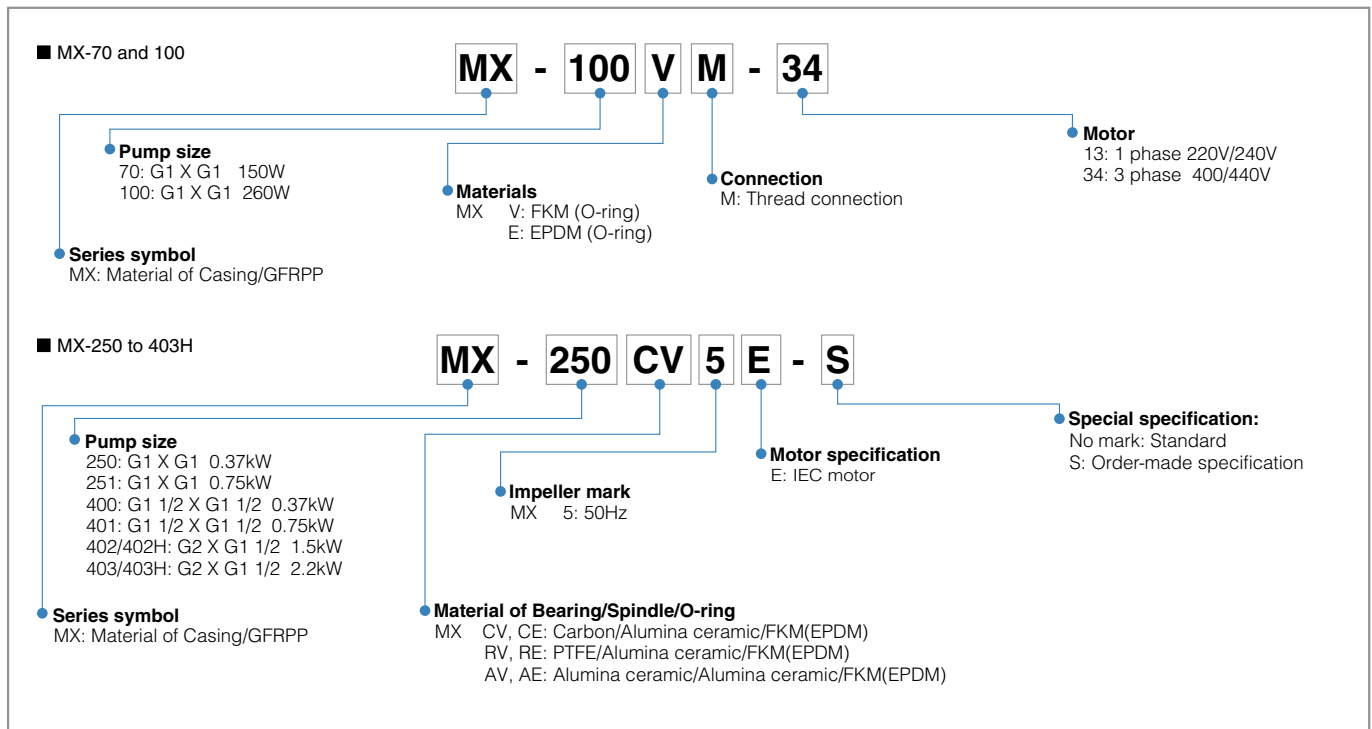 ■ MX-70 and 100
MX - 100 V M - 34
Pump size
70: G1 X G1 150W
100: G1 X G1 260W
Materials
MX V: FKM (O-ring)
E: EPDM (O-ring)
Connection
M: Thread connection
Motor
13: 1 phase 220V/240V
34: 3 phase 400/440V
Series symbol
MX: Material of Casing/GFRPP
■ MX-250 to 403H
MX - 250 CV 5 E - S
Pump size
250: G1 X G1 0.37kW
251: G1 X G1 0.75kW
400: G1 1/2 X G1 1/2 0.37kW
401: G1 1/2 X G1 1/2 0.75kW
402/402H: G2 X G1 1/2 1.5kW
403/403H: G2 X G1 1/2 2.2kW
Impeller mark
MX 5: 50Hz
Motor specification
E: IEC motor
Special specification:
No mark: Standard
S: Order-made specification
Series symbol
MX: Material of Casing/GFRPP
Material of Bearing/Spindle/O-ring
MX CV, CE: Carbon/Alumina ceramic/FKM(EPDM)
RV, RE: PTFE/Alumina ceramic/FKM(EPDM)
AV, AE: Alumina ceramic/Alumina ceramic/FKM(EPDM)